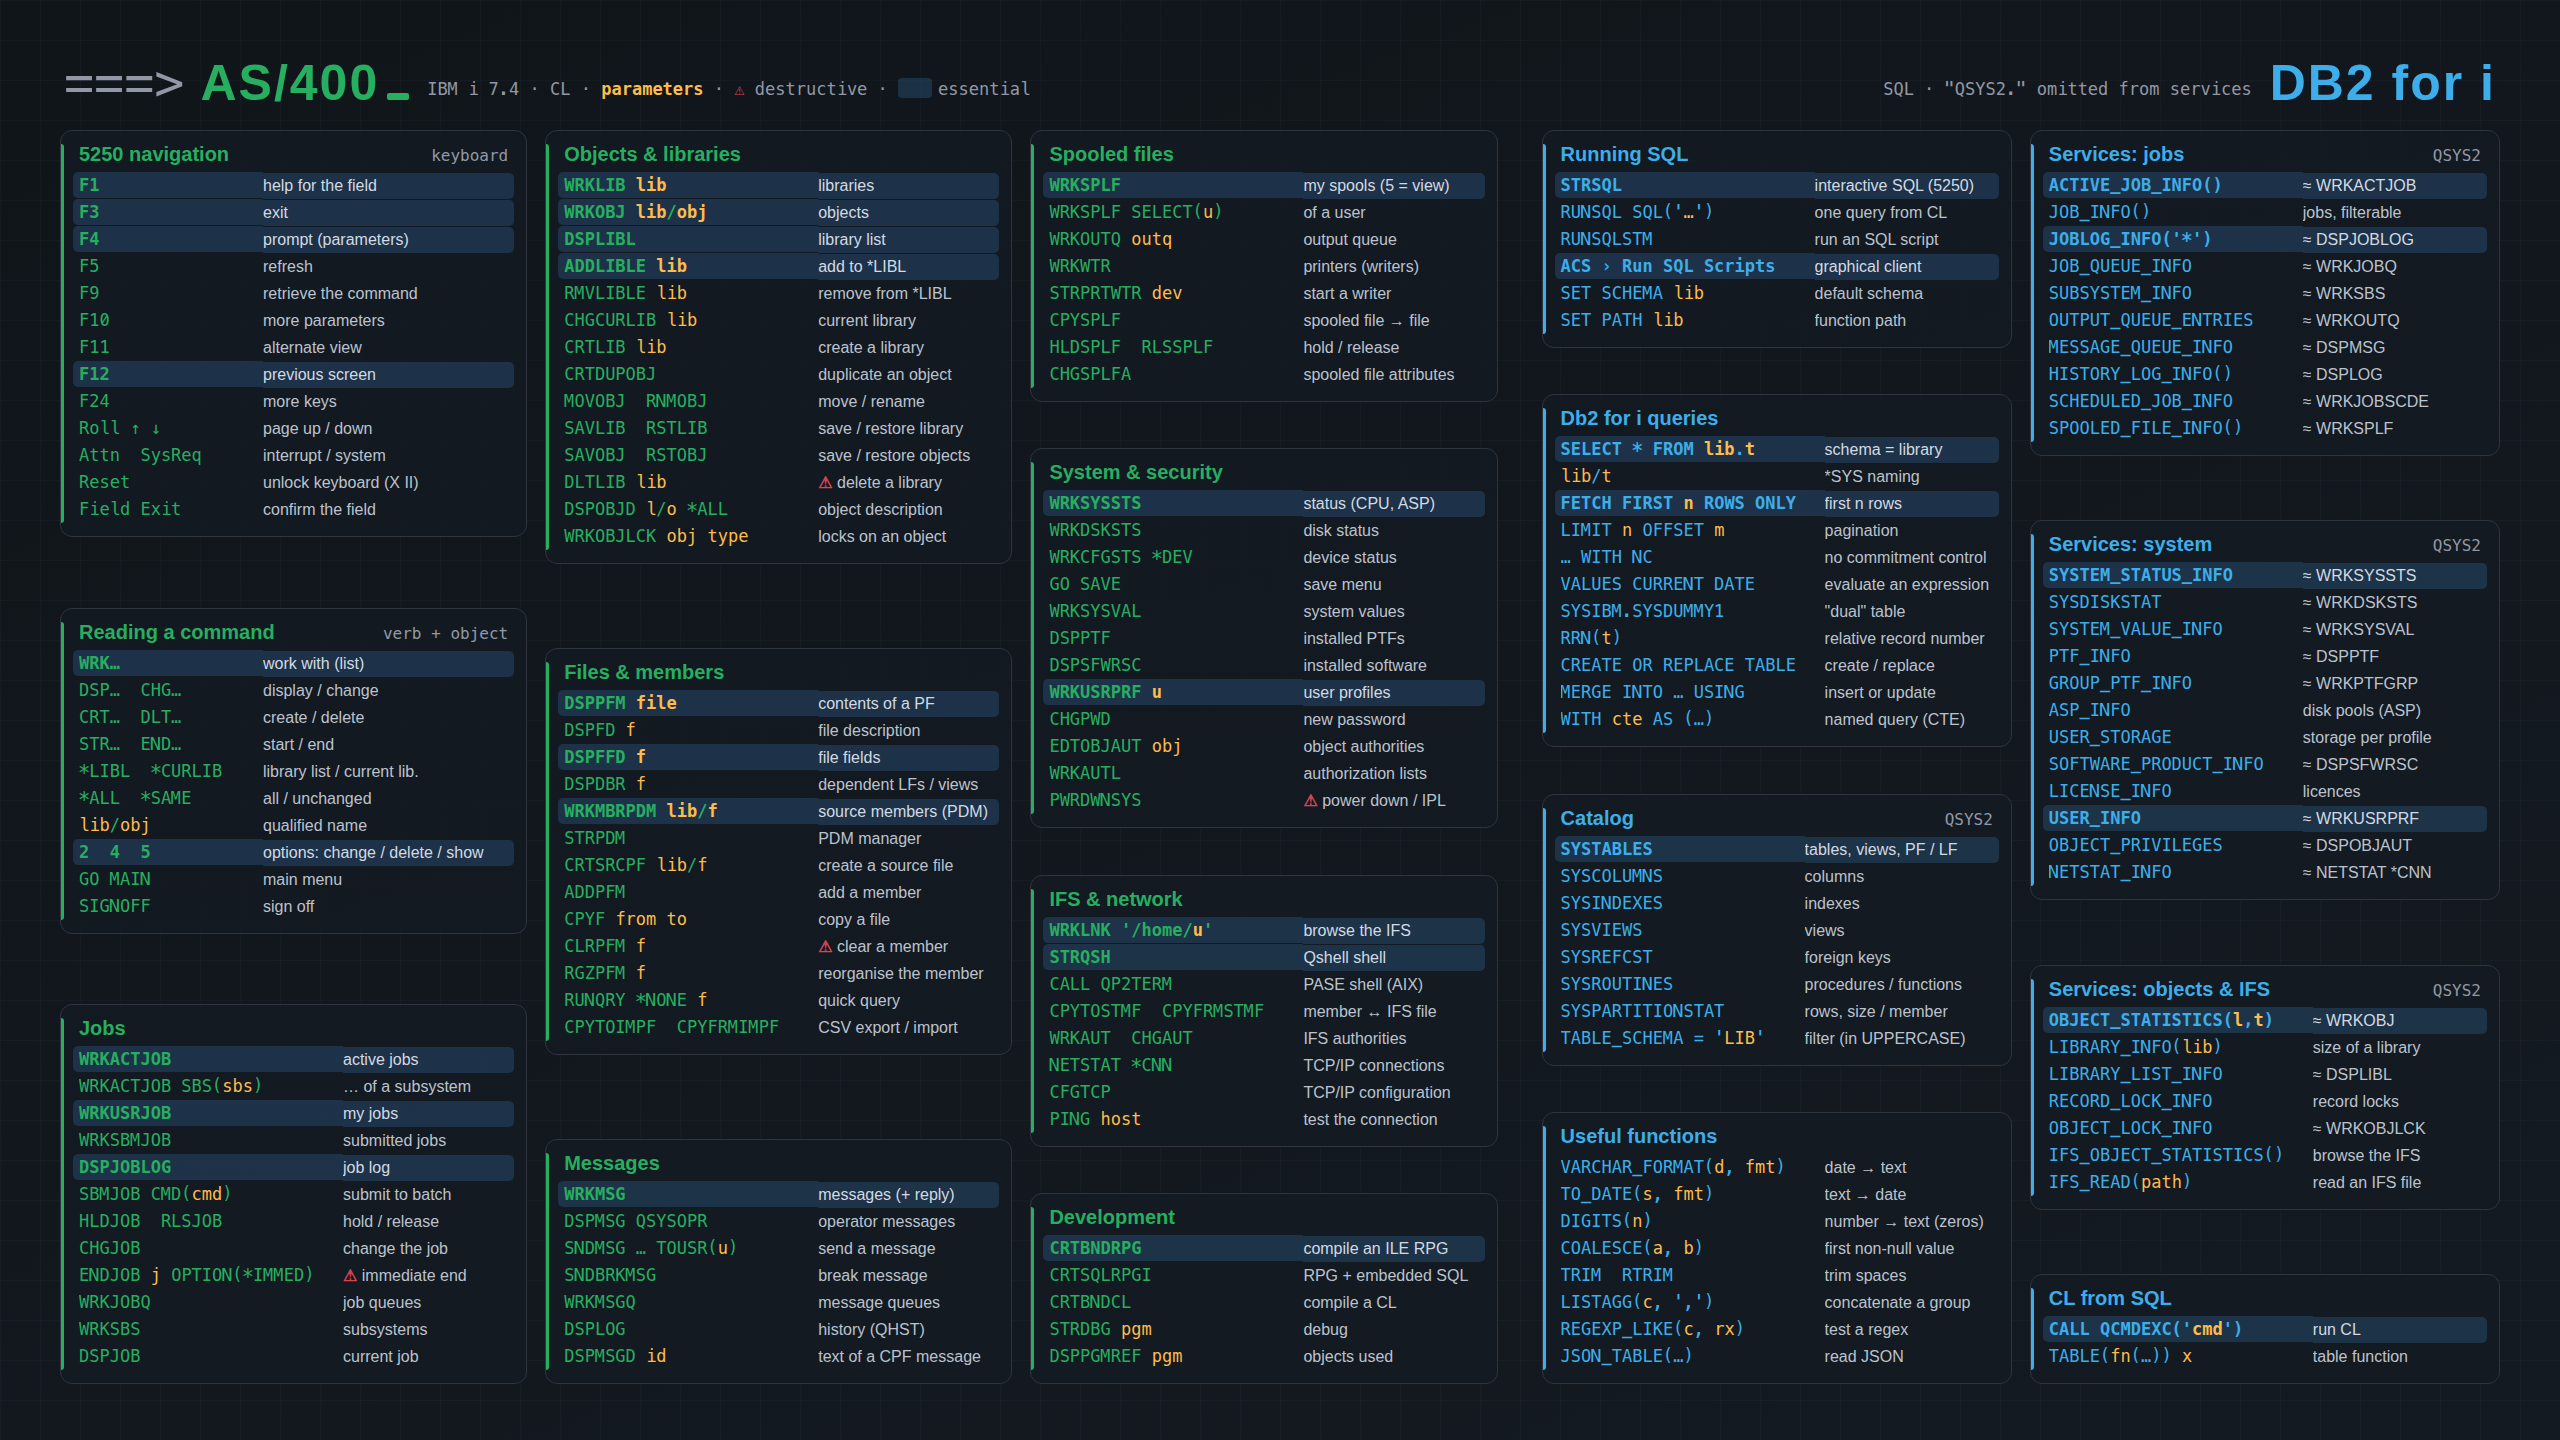 ===> AS/400_ IBM i 7.4 · CL · parameters · ⚠ destructive · essential
SQL · "QSYS2." omitted from services DB2 for i
5250 navigation keyboard
F1 help for the field
F3 exit
F4 prompt (parameters)
F5 refresh
F9 retrieve the command
F10 more parameters
F11 alternate view
F12 previous screen
F24 more keys
Roll ↑ ↓ page up / down
Attn SysReq interrupt / system
Reset unlock keyboard (X II)
Field Exit confirm the field
Reading a command verb + object
WRK… work with (list)
DSP… CHG… display / change
CRT… DLT… create / delete
STR… END… start / end
*LIBL *CURLIB library list / current lib.
*ALL *SAME all / unchanged
lib/obj qualified name
2 4 5 options: change / delete / show
GO MAIN main menu
SIGNOFF sign off
Jobs
WRKACTJOB active jobs
WRKACTJOB SBS(sbs) … of a subsystem
WRKUSRJOB my jobs
WRKSBMJOB submitted jobs
DSPJOBLOG job log
SBMJOB CMD(cmd) submit to batch
HLDJOB RLSJOB hold / release
CHGJOB change the job
ENDJOB j OPTION(*IMMED) ⚠ immediate end
WRKJOBQ job queues
WRKSBS subsystems
DSPJOB current job
Objects & libraries
WRKLIB lib libraries
WRKOBJ lib/obj objects
DSPLIBL library list
ADDLIBLE lib add to *LIBL
RMVLIBLE lib remove from *LIBL
CHGCURLIB lib current library
CRTLIB lib create a library
CRTDUPOBJ duplicate an object
MOVOBJ RNMOBJ move / rename
SAVLIB RSTLIB save / restore library
SAVOBJ RSTOBJ save / restore objects
DLTLIB lib ⚠ delete a library
DSPOBJD l/o *ALL object description
WRKOBJLCK obj type locks on an object
Files & members
DSPPFM file contents of a PF
DSPFD f file description
DSPFFD f file fields
DSPDBR f dependent LFs / views
WRKMBRPDM lib/f source members (PDM)
STRPDM PDM manager
CRTSRCPF lib/f create a source file
ADDPFM add a member
CPYF from to copy a file
CLRPFM f ⚠ clear a member
RGZPFM f reorganise the member
RUNQRY *NONE f quick query
CPYTOIMPF CPYFRMIMPF CSV export / import
Messages
WRKMSG messages (+ reply)
DSPMSG QSYSOPR operator messages
SNDMSG … TOUSR(u) send a message
SNDBRKMSG break message
WRKMSGQ message queues
DSPLOG history (QHST)
DSPMSGD id text of a CPF message
Spooled files
WRKSPLF my spools (5 = view)
WRKSPLF SELECT(u) of a user
WRKOUTQ outq output queue
WRKWTR printers (writers)
STRPRTWTR dev start a writer
CPYSPLF spooled file → file
HLDSPLF RLSSPLF hold / release
CHGSPLFA spooled file attributes
System & security
WRKSYSSTS status (CPU, ASP)
WRKDSKSTS disk status
WRKCFGSTS *DEV device status
GO SAVE save menu
WRKSYSVAL system values
DSPPTF installed PTFs
DSPSFWRSC installed software
WRKUSRPRF u user profiles
CHGPWD new password
EDTOBJAUT obj object authorities
WRKAUTL authorization lists
PWRDWNSYS ⚠ power down / IPL
IFS & network
WRKLNK '/home/u' browse the IFS
STRQSH Qshell shell
CALL QP2TERM PASE shell (AIX)
CPYTOSTMF CPYFRMSTMF member ↔ IFS file
WRKAUT CHGAUT IFS authorities
NETSTAT *CNN TCP/IP connections
CFGTCP TCP/IP configuration
PING host test the connection
Development
CRTBNDRPG compile an ILE RPG
CRTSQLRPGI RPG + embedded SQL
CRTBNDCL compile a CL
STRDBG pgm debug
DSPPGMREF pgm objects used
Running SQL
STRSQL interactive SQL (5250)
RUNSQL SQL('…') one query from CL
RUNSQLSTM run an SQL script
ACS › Run SQL Scripts graphical client
SET SCHEMA lib default schema
SET PATH lib function path
Db2 for i queries
SELECT * FROM lib.t schema = library
lib/t *SYS naming
FETCH FIRST n ROWS ONLY first n rows
LIMIT n OFFSET m pagination
… WITH NC no commitment control
VALUES CURRENT DATE evaluate an expression
SYSIBM.SYSDUMMY1 "dual" table
RRN(t) relative record number
CREATE OR REPLACE TABLE create / replace
MERGE INTO … USING insert or update
WITH cte AS (…) named query (CTE)
Catalog QSYS2
SYSTABLES tables, views, PF / LF
SYSCOLUMNS columns
SYSINDEXES indexes
SYSVIEWS views
SYSREFCST foreign keys
SYSROUTINES procedures / functions
SYSPARTITIONSTAT rows, size / member
TABLE_SCHEMA = 'LIB' filter (in UPPERCASE)
Useful functions
VARCHAR_FORMAT(d, fmt) date → text
TO_DATE(s, fmt) text → date
DIGITS(n) number → text (zeros)
COALESCE(a, b) first non-null value
TRIM RTRIM trim spaces
LISTAGG(c, ',') concatenate a group
REGEXP_LIKE(c, rx) test a regex
JSON_TABLE(…) read JSON
Services: jobs QSYS2
ACTIVE_JOB_INFO() ≈ WRKACTJOB
JOB_INFO() jobs, filterable
JOBLOG_INFO('*') ≈ DSPJOBLOG
JOB_QUEUE_INFO ≈ WRKJOBQ
SUBSYSTEM_INFO ≈ WRKSBS
OUTPUT_QUEUE_ENTRIES ≈ WRKOUTQ
MESSAGE_QUEUE_INFO ≈ DSPMSG
HISTORY_LOG_INFO() ≈ DSPLOG
SCHEDULED_JOB_INFO ≈ WRKJOBSCDE
SPOOLED_FILE_INFO() ≈ WRKSPLF
Services: system QSYS2
SYSTEM_STATUS_INFO ≈ WRKSYSSTS
SYSDISKSTAT ≈ WRKDSKSTS
SYSTEM_VALUE_INFO ≈ WRKSYSVAL
PTF_INFO ≈ DSPPTF
GROUP_PTF_INFO ≈ WRKPTFGRP
ASP_INFO disk pools (ASP)
USER_STORAGE storage per profile
SOFTWARE_PRODUCT_INFO ≈ DSPSFWRSC
LICENSE_INFO licences
USER_INFO ≈ WRKUSRPRF
OBJECT_PRIVILEGES ≈ DSPOBJAUT
NETSTAT_INFO ≈ NETSTAT *CNN
Services: objects & IFS QSYS2
OBJECT_STATISTICS(l,t) ≈ WRKOBJ
LIBRARY_INFO(lib) size of a library
LIBRARY_LIST_INFO ≈ DSPLIBL
RECORD_LOCK_INFO record locks
OBJECT_LOCK_INFO ≈ WRKOBJLCK
IFS_OBJECT_STATISTICS() browse the IFS
IFS_READ(path) read an IFS file
CL from SQL
CALL QCMDEXC('cmd') run CL
TABLE(fn(…)) x table function